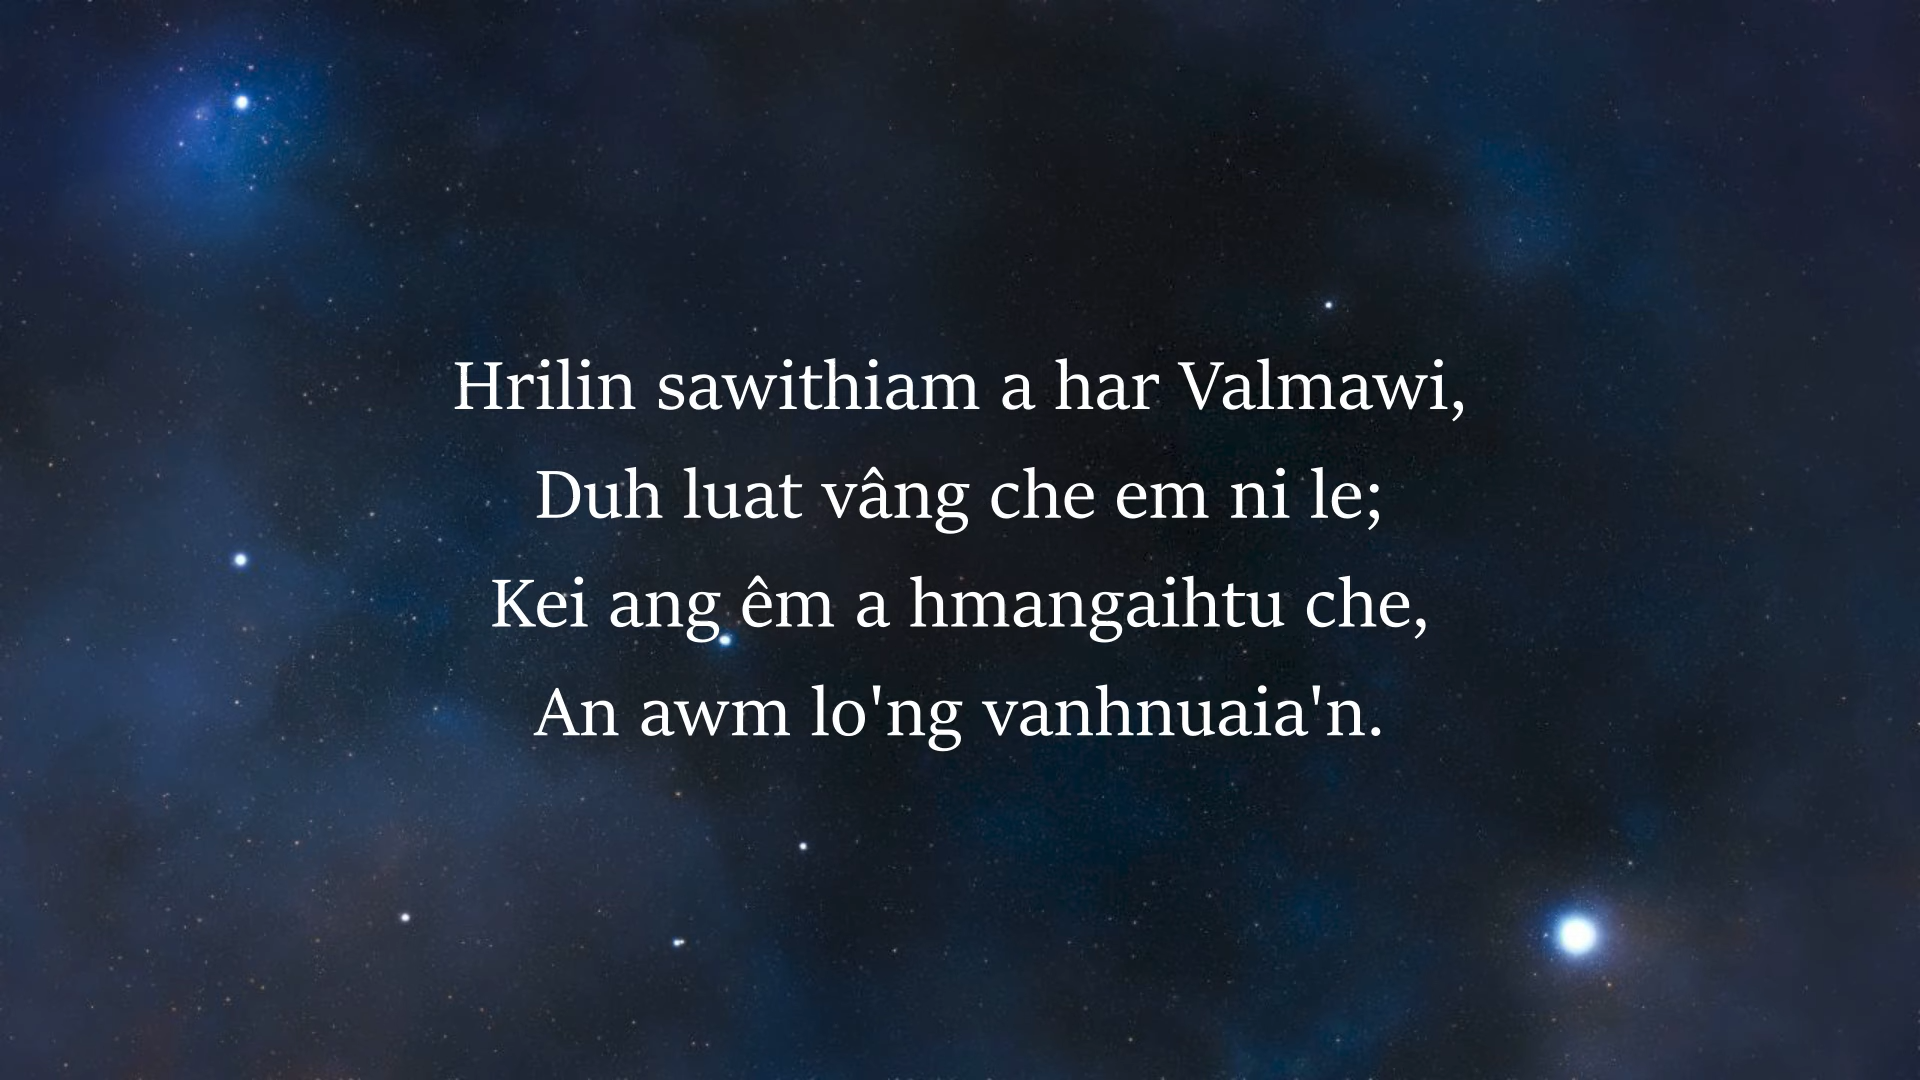 Hrilin sawithiam a har Valmawi,
Duh luat vâng che em ni le;
Kei ang êm a hmangaihtu che,
An awm lo'ng vanhnuaia'n.